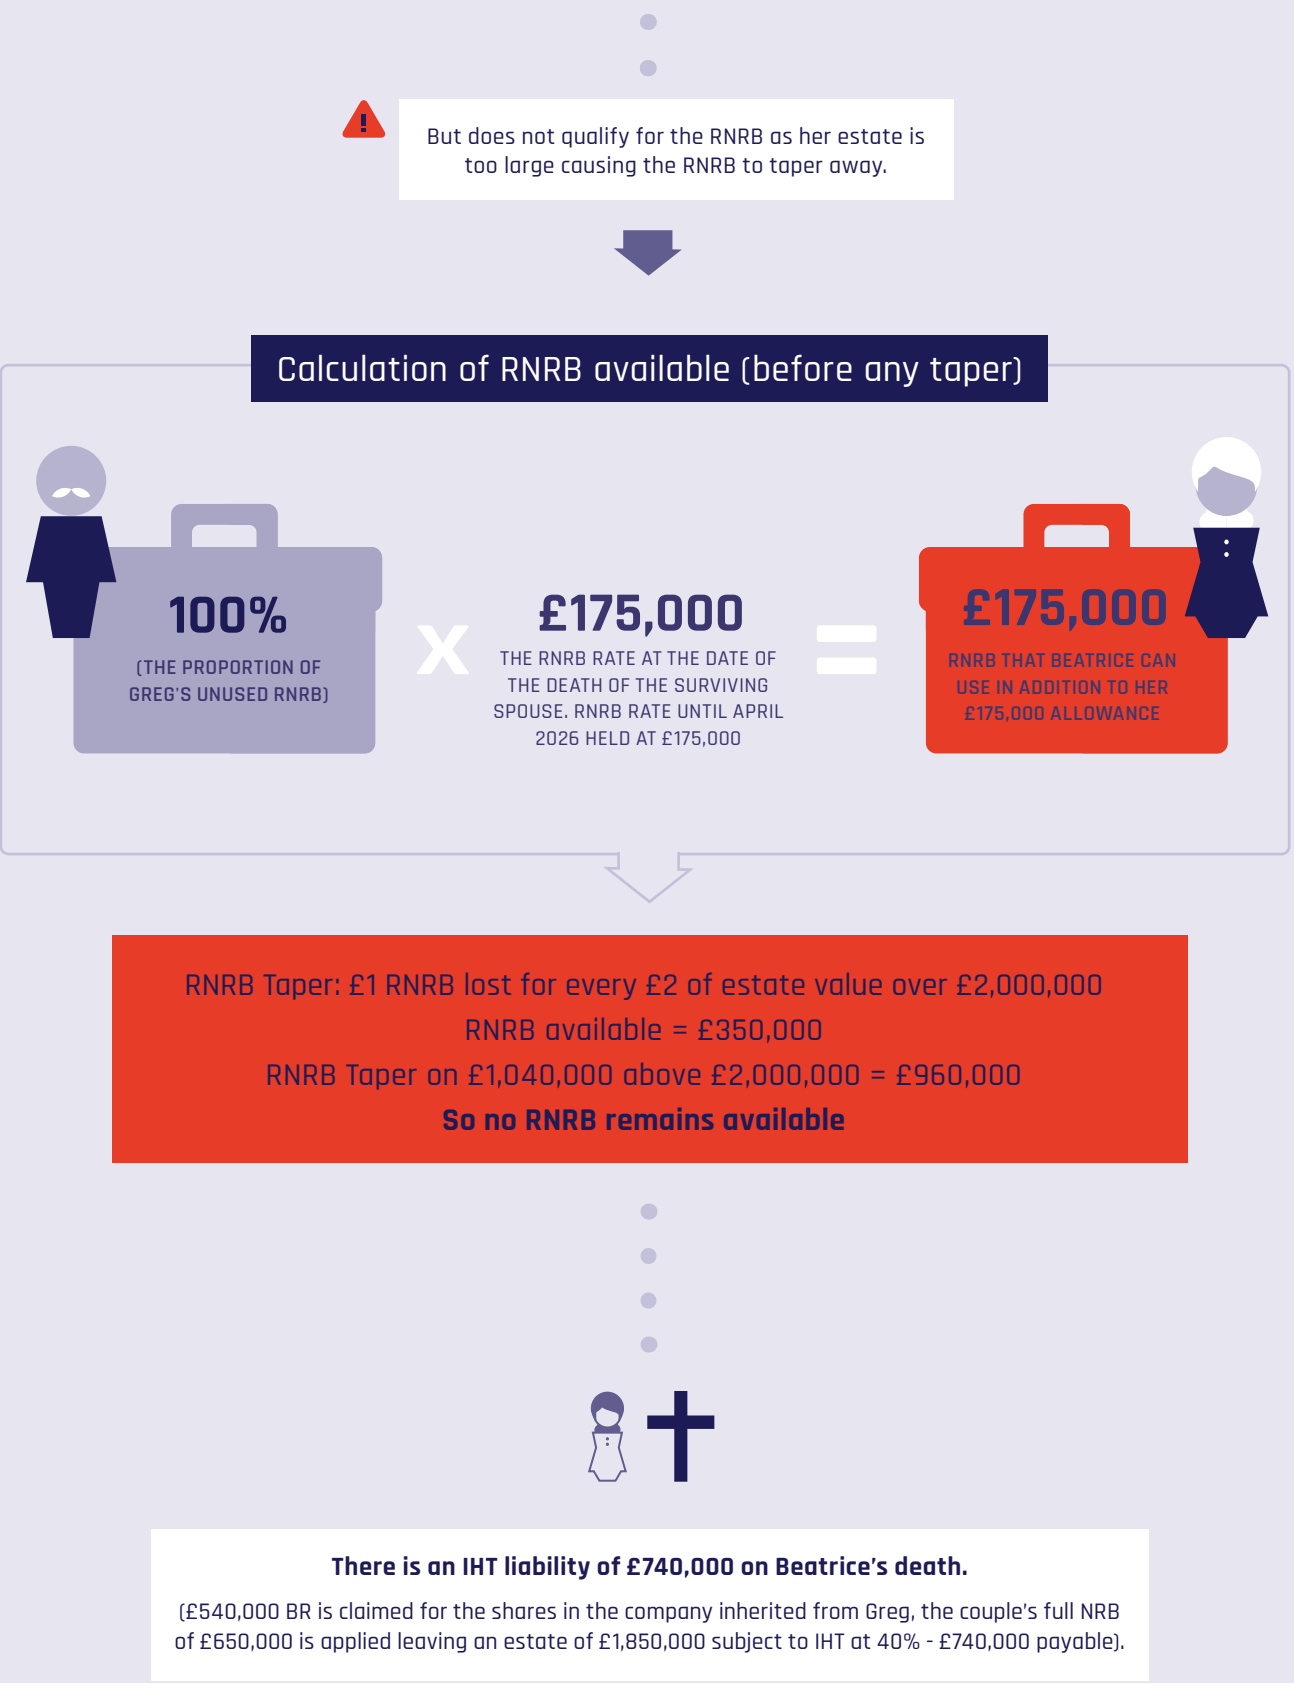 But does not qualify for the RNRB as her estate is
too large causing the RNRB to taper away.
Calculation of RNRB available (before any taper)
100%
(THE PROPORTION OF
GREG'S UNUSED RNRB)
x
£175,000
THE RNRB RATE AT THE DATE OF
THE DEATH OF THE SURVIVING
SPOUSE. RNRB RATE UNTIL APRIL
2026 HELD AT £175,000
=
£175,000
RNRB THAT BEATRICE CAN
USE IN ADDITION TO HER
£175,000 ALLOWANCE
RNRB Taper: £1 RNRB lost for every £2 of estate value over £2,000,000
RNRB available = £350,000
RNRB Taper on £1,040,000 above £2,000,000 = £960,000
So no RNRB remains available
There is an IHT liability of £740,000 on Beatrice's death.
(£540,000 BR is claimed for the shares in the company inherited from Greg, the couple's full NRB
of £650,000 is applied leaving an estate of £1,850,000 subject to IHT at 40% - £740,000 payable).